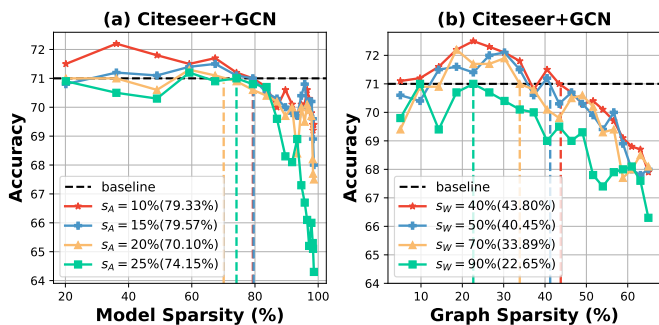 (a) Citeseer+GCN
72
71
70
69
68
67
66
65
64
Accuracy
baseline
s_A = 10%(79.33%)
s_A = 15%(79.57%)
s_A = 20%(70.10%)
s_A = 25%(74.15%)
20 40 60 80 100
Model Sparsity (%)
(b) Citeseer+GCN
73
72
71
70
69
68
67
66
65
64
Accuracy
baseline
s_W = 40%(43.80%)
s_W = 50%(40.45%)
s_W = 70%(33.89%)
s_W = 90%(22.65%)
0 10 20 30 40 50 60
Graph Sparsity (%)